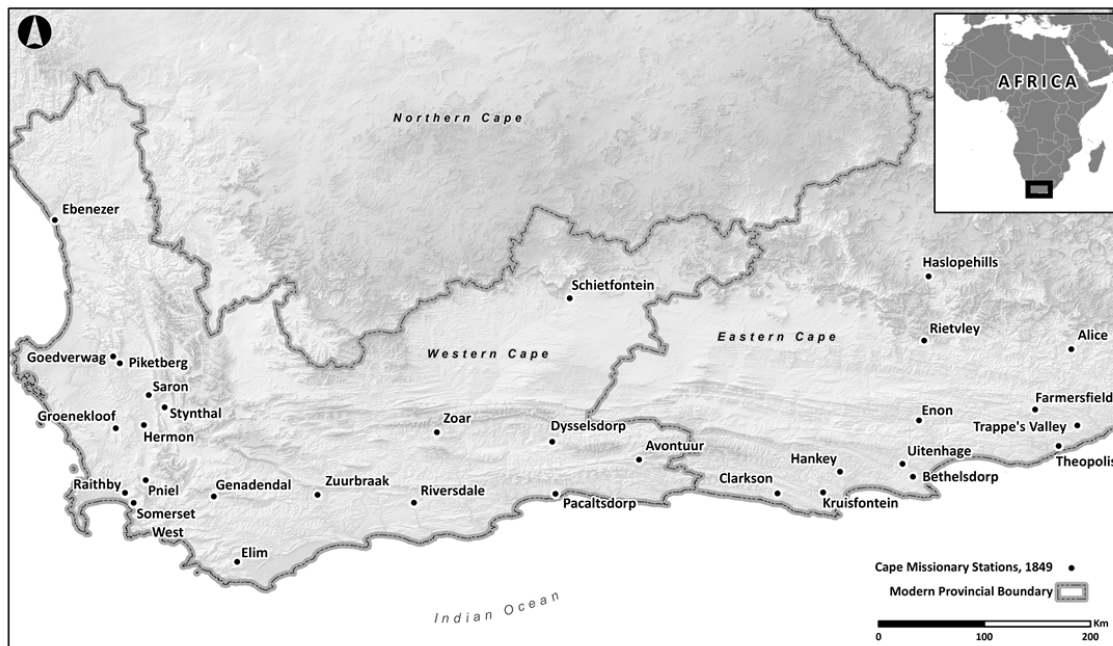 AFRICA
Northern Cape
Ebenezer
Haslopehills
Schietfontein
Rietvley
Eastern Cape
Alice
Western Cape
Goedverwag
Piketberg
Saron
Stynthal
Farmersfield
Groenekloof
Hermon
Zoar
Dysselsdorp
Enon
Trappe's Valley
Avontuur
Uitenhage
Theopolis
Hankey
Bethelsdorp
Clarkson
Raithby
Pniel
Genadendal
Zuurbraak
Riversdale
Pacaltsdorp
Kruisfontein
Somerset
West
Elim
Cape Missionary Stations, 1849
Modern Provincial Boundary
Indian Ocean
Km
0 100 200